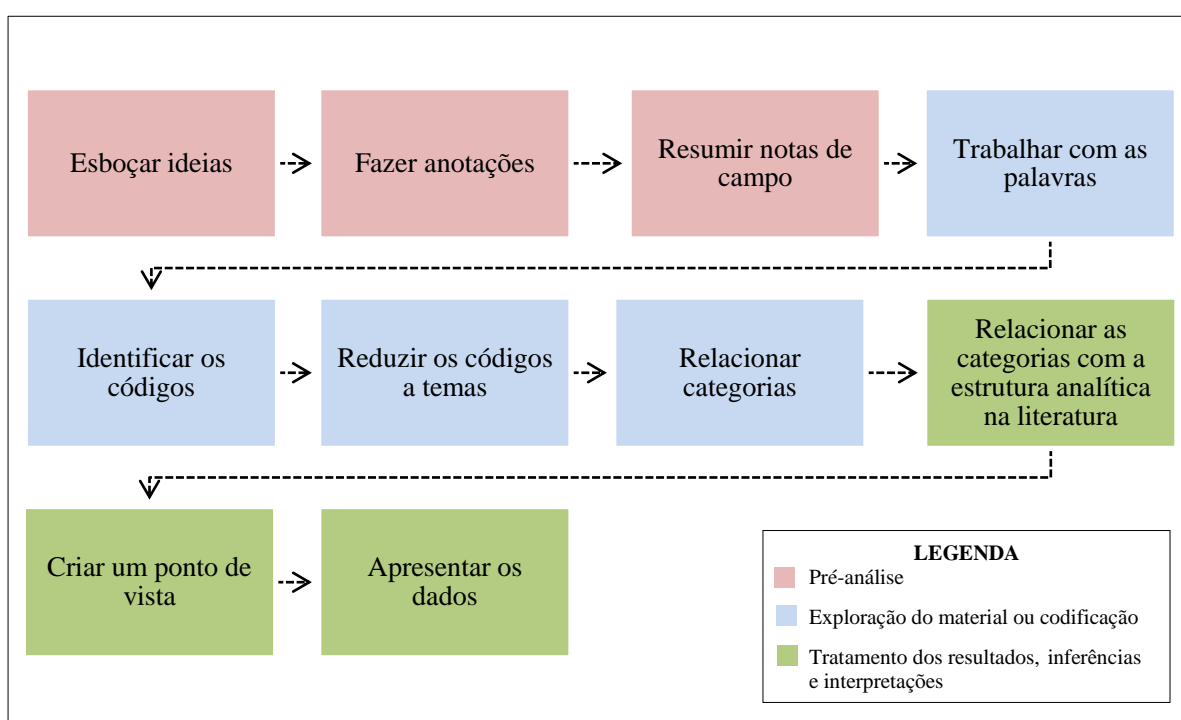 Esboçar ideias
Fazer anotações
Resumir notas de
campo
Trabalhar com as
palavras
Identificar os
códigos
Reduzir os códigos
a temas
Relacionar
categorias
Relacionar as
categorias com a
estrutura analítica
na literatura
Criar um ponto de
vista
Apresentar os
dados
LEGENDA
Pré-análise
Exploração do material ou codificação
Tratamento dos resultados, inferências
e interpretações